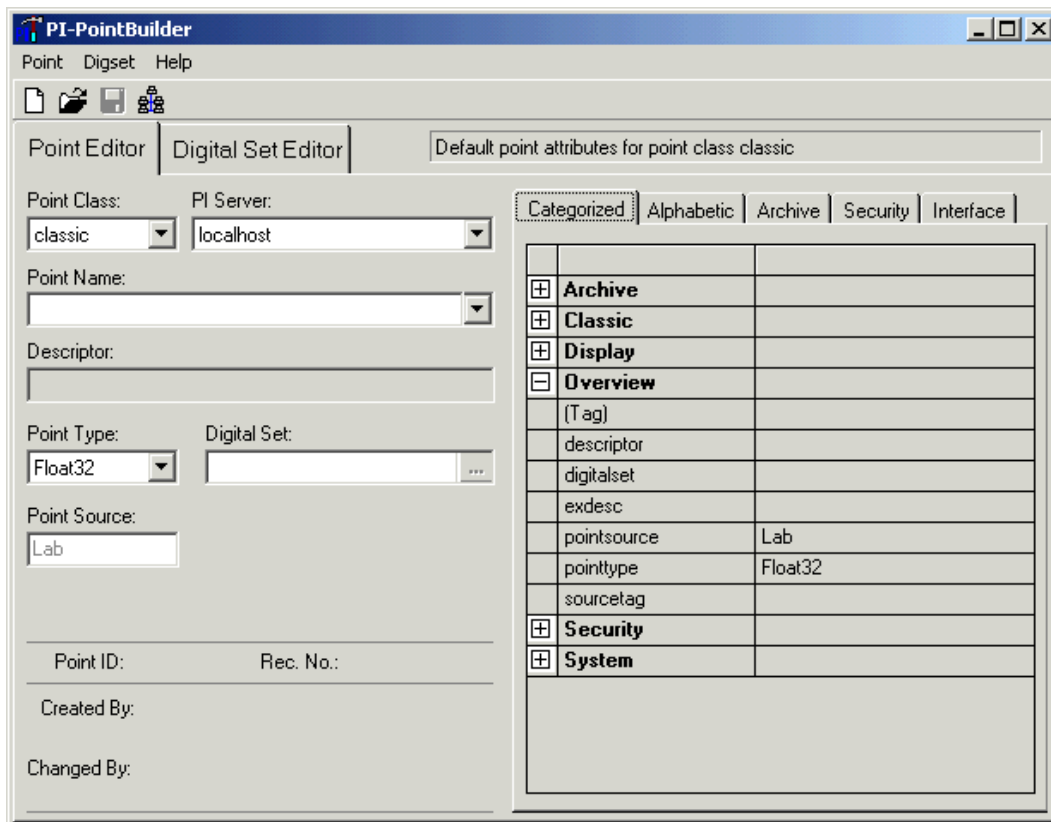 PI-PointBuilder
Point Digset Help
Point Editor
Digital Set Editor
Default point attributes for point class classic
Point Class:
PI Server:
classic
localhost
Point Name:
Descriptor:
Point Type:
Digital Set:
Float32
...
Point Source:
Lab
Point ID:
Rec. No.:
Created By:
Changed By:
Categorized
Alphabetic
Archive
Security
Interface
Archive
Classic
Display
Overview
(Tag)
descriptor
digitalset
exdesc
pointsource Lab
pointtype Float32
sourcetag
Security
System